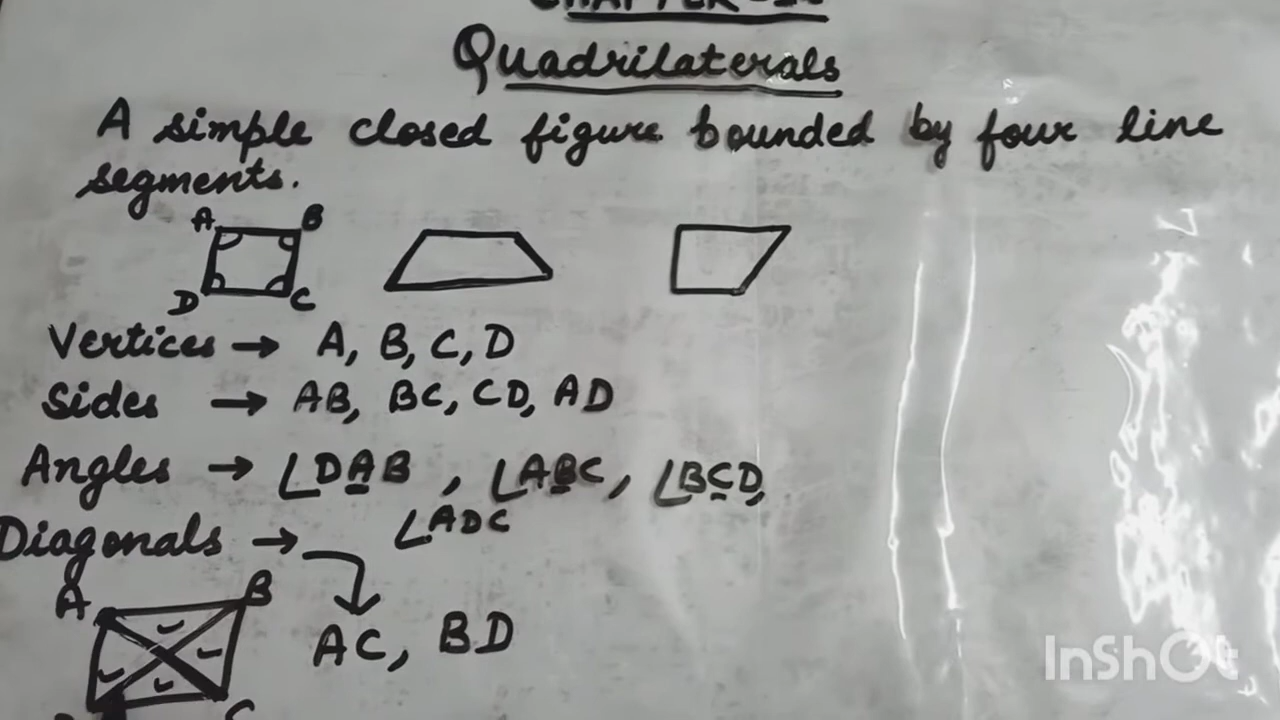 Quadrilaterals
A simple closed figure bounded by four line
segments.
A B
D C
Vertices → A, B, C, D
Sides → AB, BC, CD, AD
Angles → ∠DAB, ∠ABC, ∠BCD,
∠ADC
Diagonals →
A B
AC, BD
C
InShOt